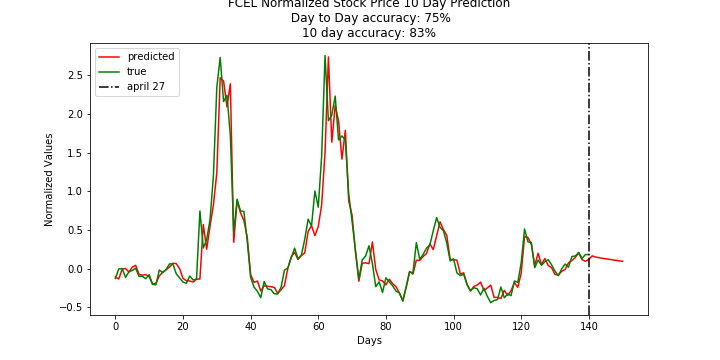 FCEL Normalized Stock Price 10 Day Prediction
Day to Day accuracy: 75%
10 day accuracy: 83%
predicted
true
april 27
Normalized Values
2.5
2.0
1.5
1.0
0.5
0.0
−0.5
0
20
40
60
80
100
120
140
Days